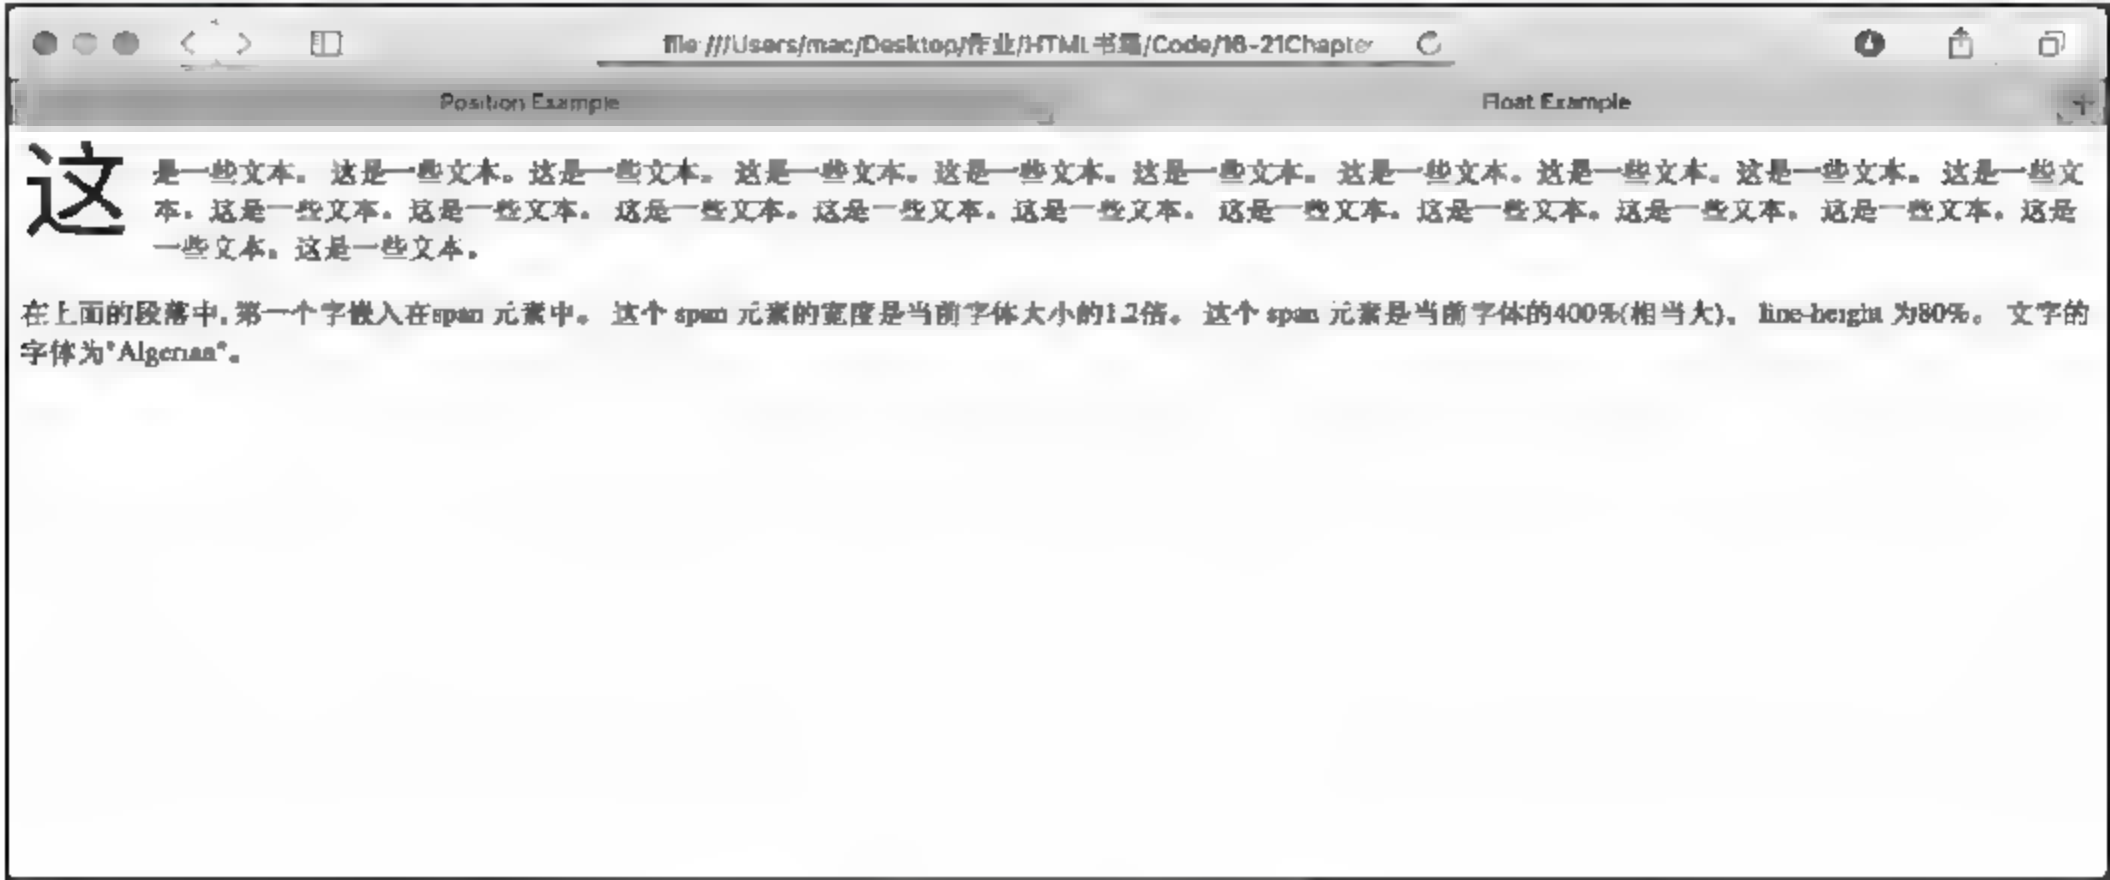 file:///Users/mac/Desktop/作业/HTML书籍/Code/18-21Chapter
Position Example
Float Example
这
是一些文本。 这是一些文本。这是一些文本。 这是一些文本。这是一些文本。这是一些文本。 这是一些文本。这是一些文本。这是一些文本。 这是一些文
本。这是一些文本。这是一些文本。 这是一些文本。这是一些文本。这是一些文本。 这是一些文本。这是一些文本。这是一些文本。 这是一些文本。这是
一些文本。这是一些文本。
在上面的段落中,第一个字嵌入在span 元素中。 这个 span 元素的宽度是当前字体大小的1.2倍。 这个 span 元素是当前字体的400%(相当大)。 line-height 为80%。 文字的
字体为"Algerian"。